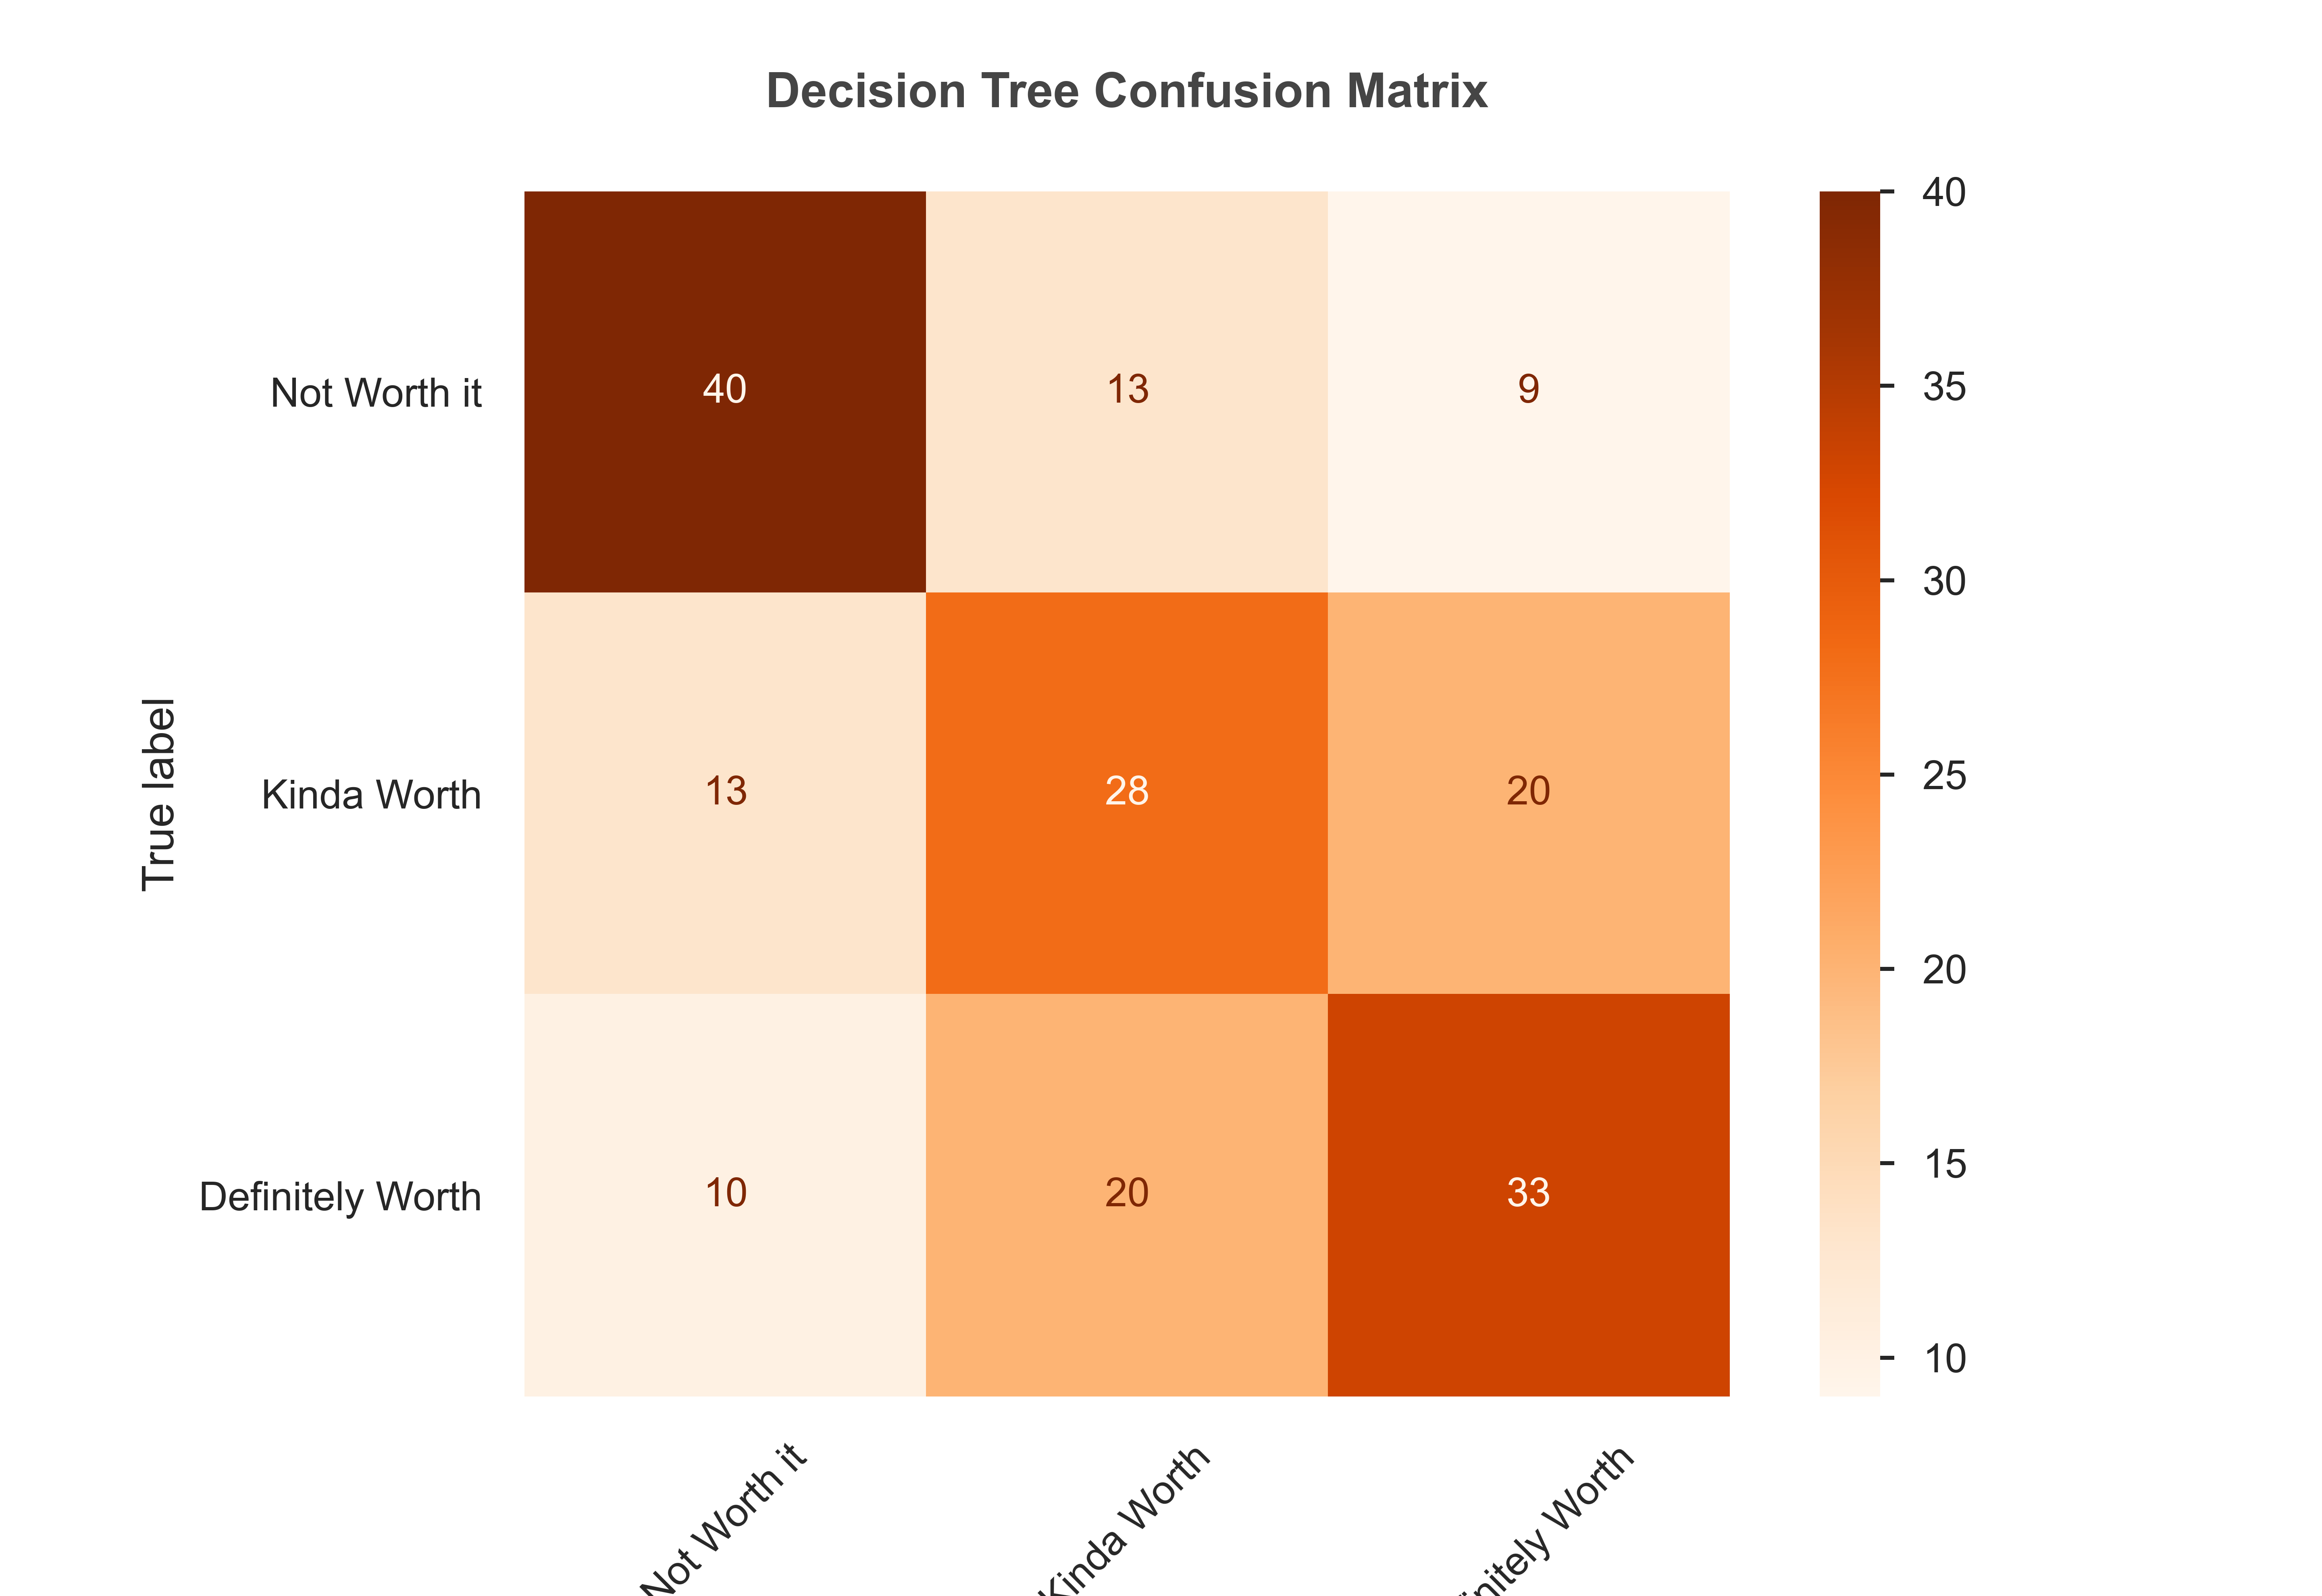 Decision Tree Confusion Matrix
True label
Not Worth it
40 13 9
Kinda Worth
13 28 20
Definitely Worth
10 20 33
40
35
30
25
20
15
10
Not Worth it
Kinda Worth
Worth